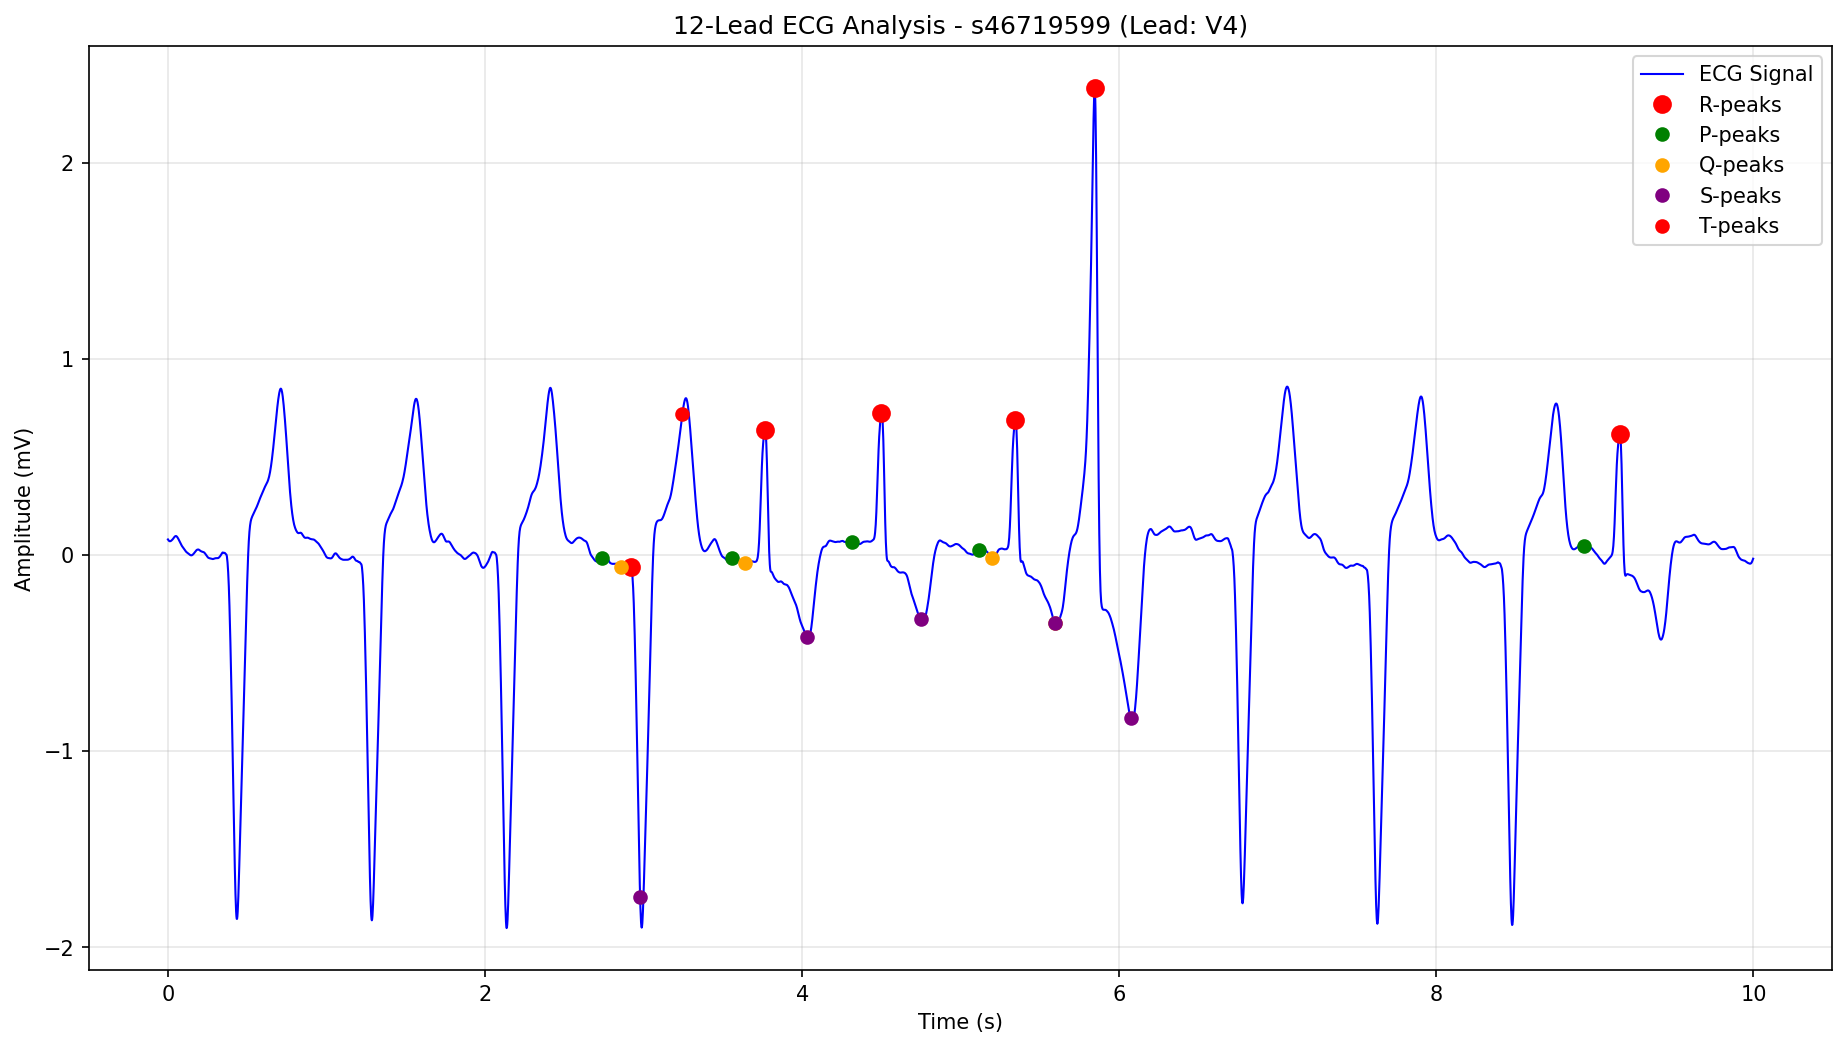 12-Lead ECG Analysis - s46719599 (Lead: V4)
ECG Signal
R-peaks
P-peaks
Q-peaks
S-peaks
T-peaks
Amplitude (mV)
2
1
0
−1
−2
0
2
4
6
8
10
Time (s)